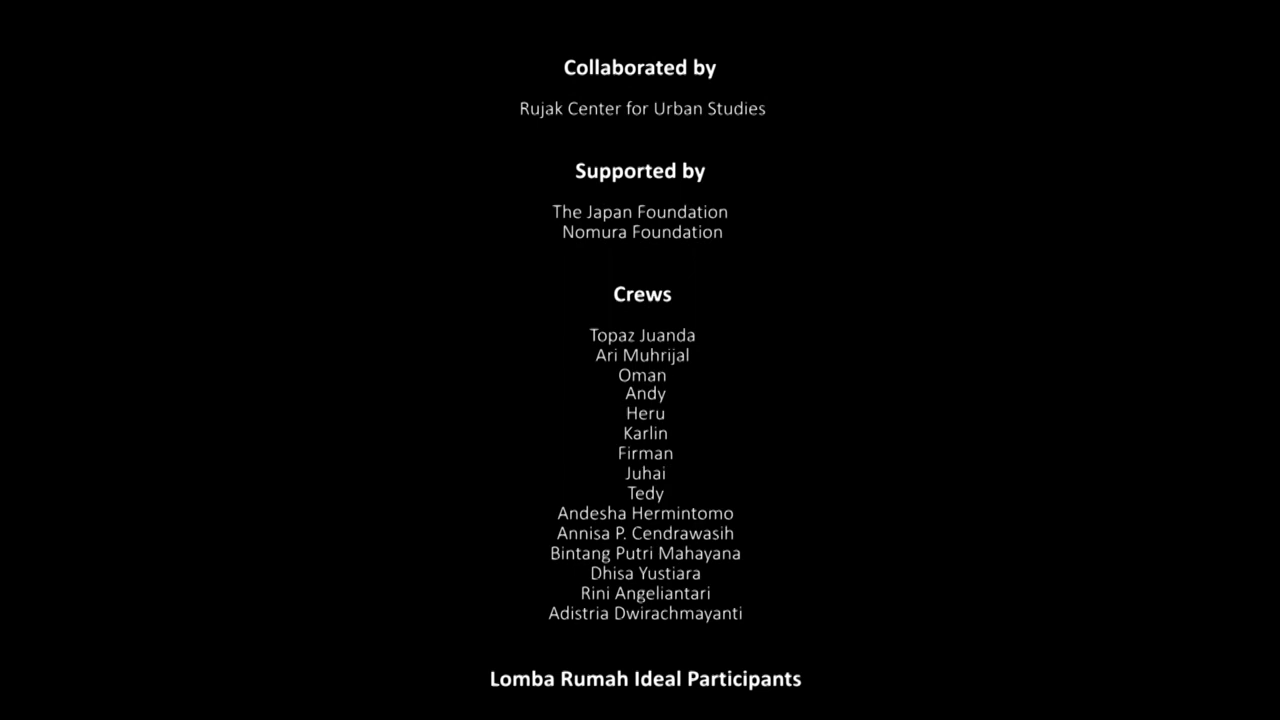 Collaborated by
Rujak Center for Urban Studies
Supported by
The Japan Foundation
Nomura Foundation
Crews
Topaz Juanda
Ari Muhrijal
Oman
Andy
Heru
Karlin
Firman
Juhai
Tedy
Andesha Hermintomo
Annisa P. Cendrawasih
Bintang Putri Mahayana
Dhisa Yustiara
Rini Angeliantari
Adistria Dwirachmayanti
Lomba Rumah Ideal Participants